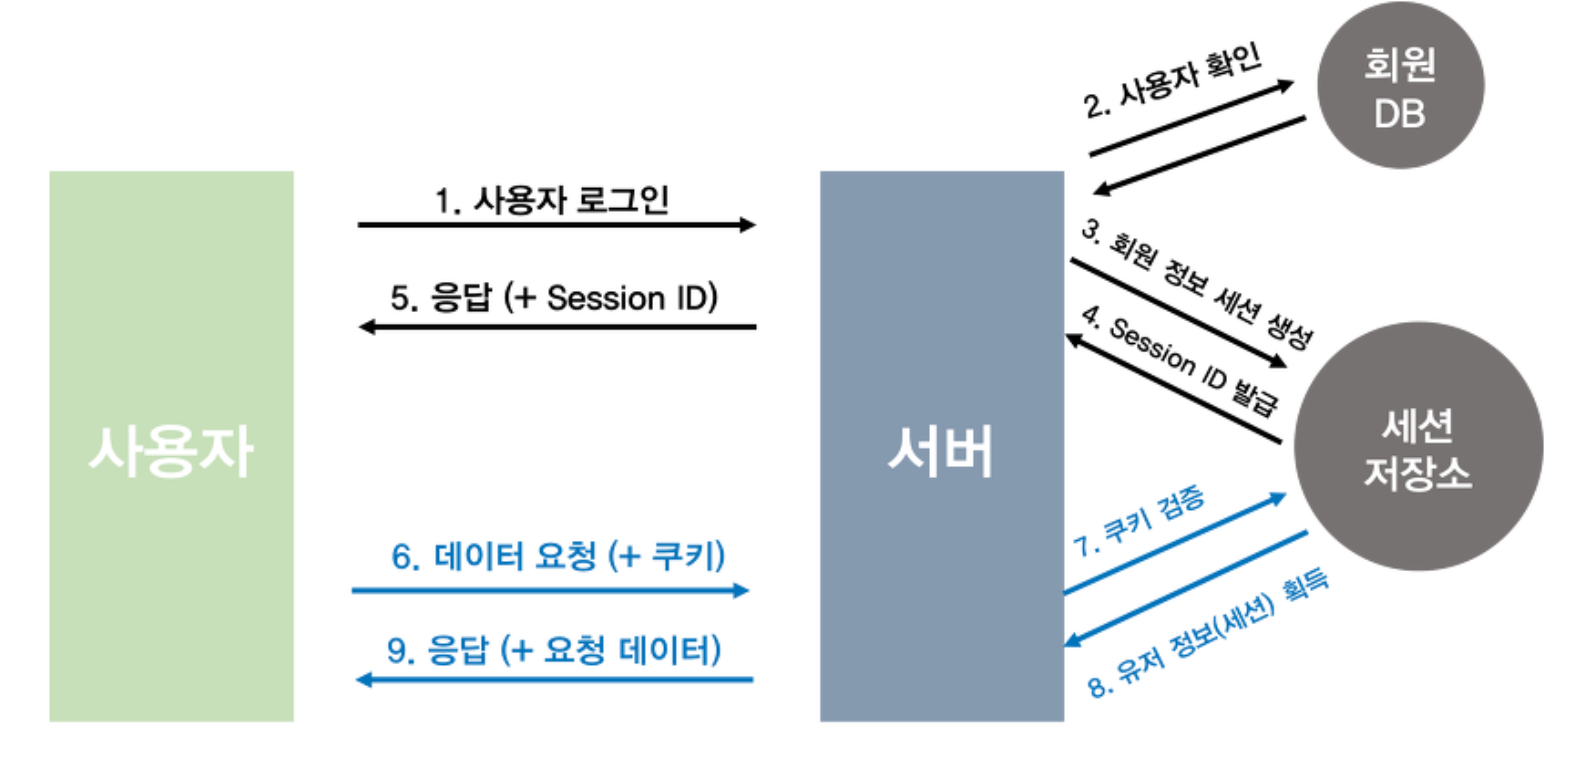 회원
DB
2. 사용자 확인
1. 사용자 로그인
3. 회원 정보 세션 생성
5. 응답 (+ Session ID)
4. Session ID 발급
사용자
서버
세션
저장소
6. 데이터 요청 (+ 쿠키)
7. 쿠키 검증
9. 응답 (+ 요청 데이터)
8. 유저 정보(세션) 획득